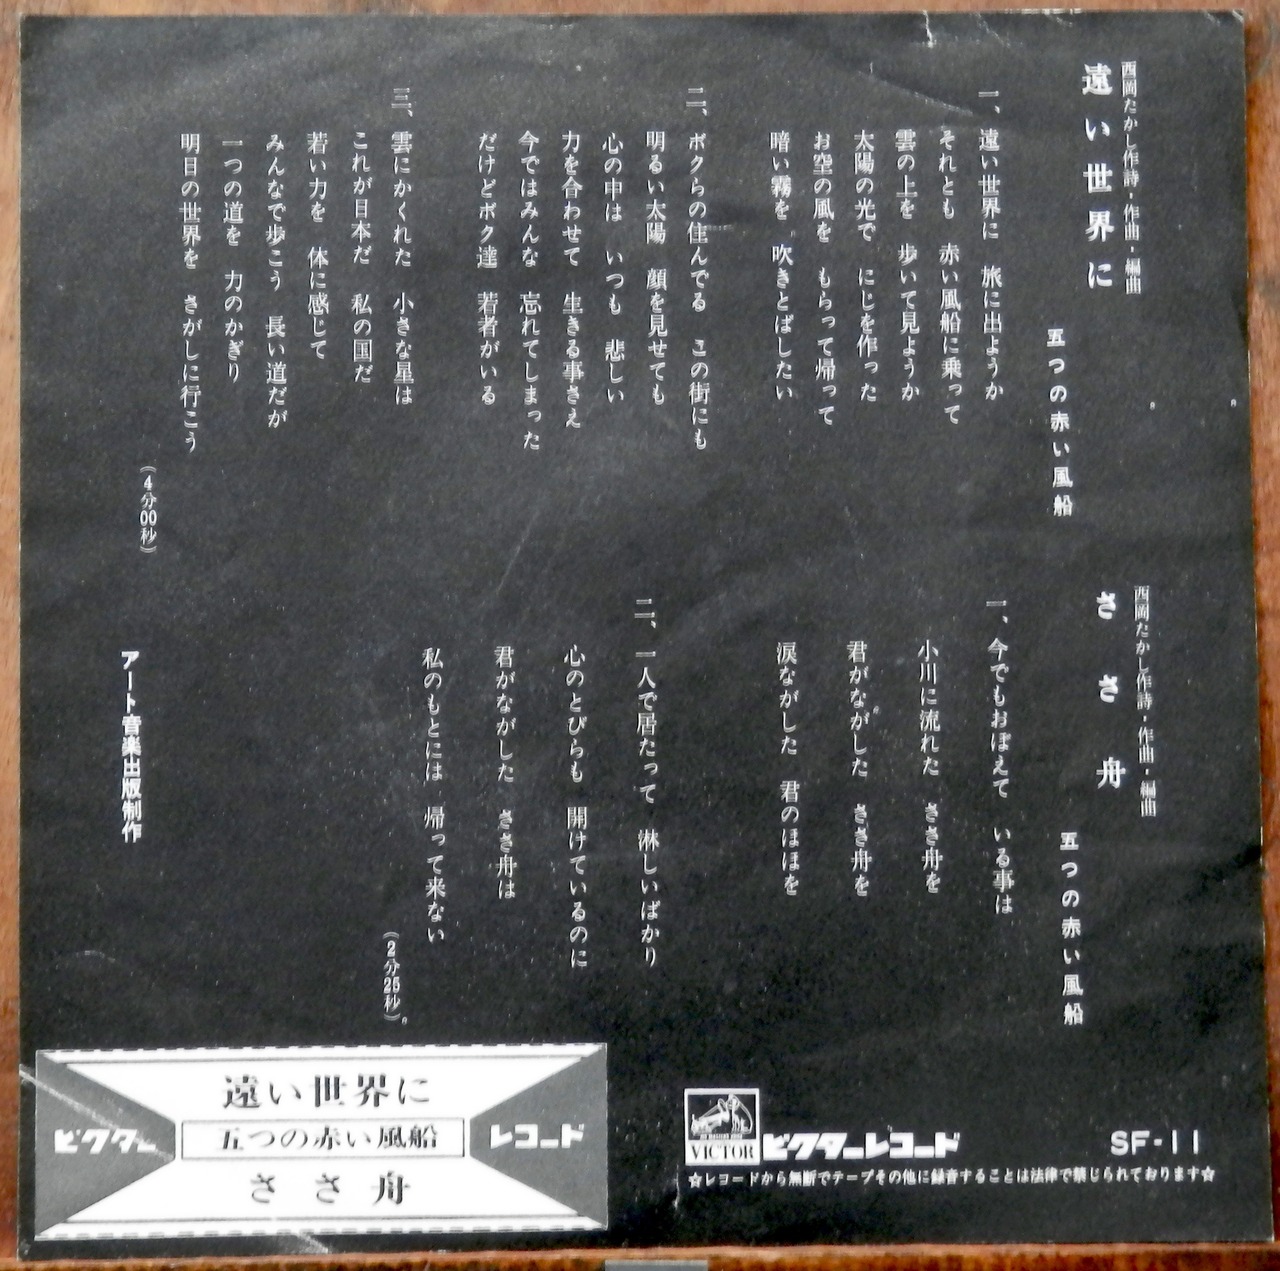 西岡たかし作詩・作曲・編曲
遠い世界に
五つの赤い風船
一、遠い世界に　旅に出ようか
それとも　赤い風船に乗って
雲の上を　歩いて見ようか
太陽の光で　にじを作った
お空の風を　もらって帰って
暗い霧を　吹きとばしたい
二、ボクらの住んでる　この街にも
明るい太陽　顔を見せても
心の中は　いつも　悲しい
力を合わせて　生きる事さえ
今ではみんな　忘れてしまった
だけどボク達　若者がいる
三、雲にかくれた　小さな星は
これが日本だ　私の国だ
若い力を　体に感じて
みんなで歩こう　長い道だが
一つの道を　力のかぎり
明日の世界を　さがしに行こう
（4分00秒）
西岡たかし作詩・作曲・編曲
ささ舟
五つの赤い風船
一、今でもおぼえて　いる事は
小川に流れた　ささ舟を
君がながした　ささ舟を
涙ながした　君のほほを
二、一人で居たって　淋しいばかり
心のとびらも　開けているのに
君がながした　ささ舟は
私のもとには　帰って来ない
（2分25秒）
アート音楽出版制作
遠い世界に
ビクター　五つの赤い風船　レコード
ささ舟
VICTOR ビクターレコード
SF-11
☆レコードから無断でテープその他に録音することは法律で禁じられております☆